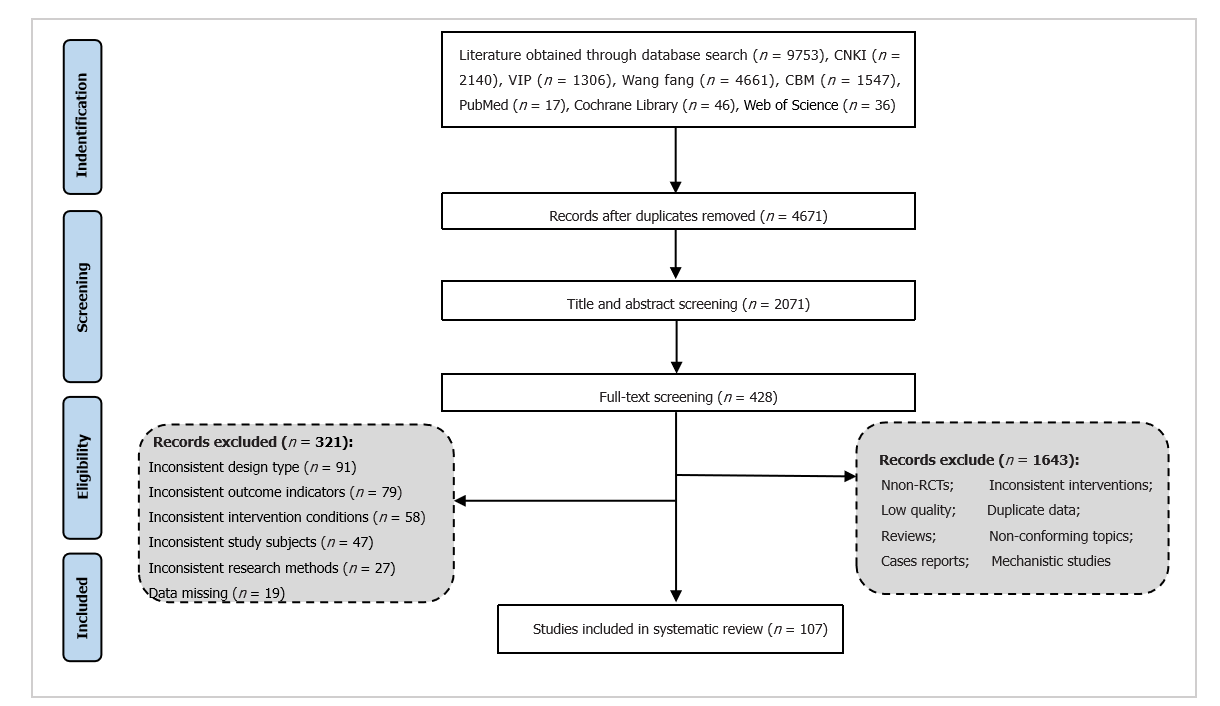 Indentification
Literature obtained through database search (n = 9753), CNKI (n =
2140), VIP (n = 1306), Wang fang (n = 4661), CBM (n = 1547),
PubMed (n = 17), Cochrane Library (n = 46), Web of Science (n = 36)
Screening
Records after duplicates removed (n = 4671)
Title and abstract screening (n = 2071)
Full-text screening (n = 428)
Eligibility
Records excluded (n = 321):
Inconsistent design type (n = 91)
Inconsistent outcome indicators (n = 79)
Inconsistent intervention conditions (n = 58)
Inconsistent study subjects (n = 47)
Inconsistent research methods (n = 27)
Data missing (n = 19)
Records exclude (n = 1643):
Nnon-RCTs; Inconsistent interventions;
Low quality; Duplicate data;
Reviews; Non-conforming topics;
Cases reports; Mechanistic studies
Included
Studies included in systematic review (n = 107)